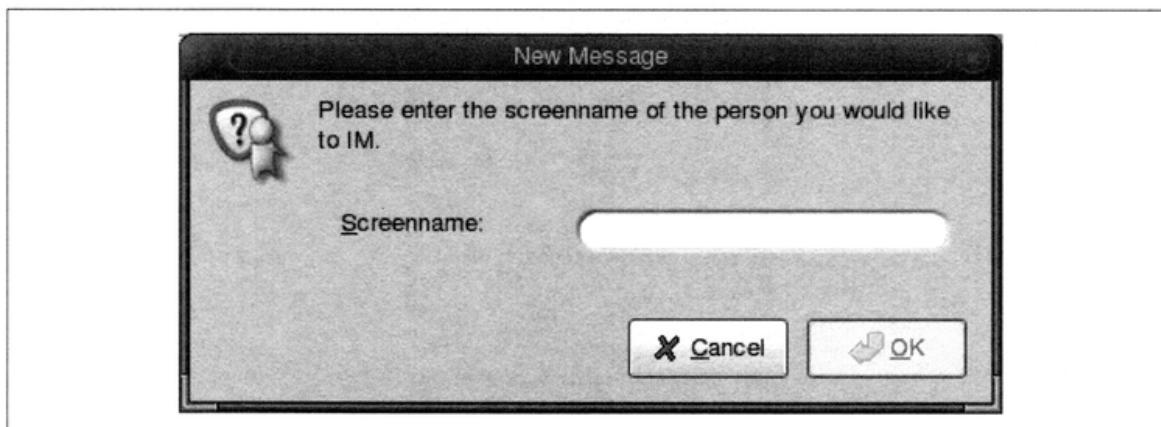 New Message
Please enter the screenname of the person you would like
to IM.
Screenname:
Cancel
OK